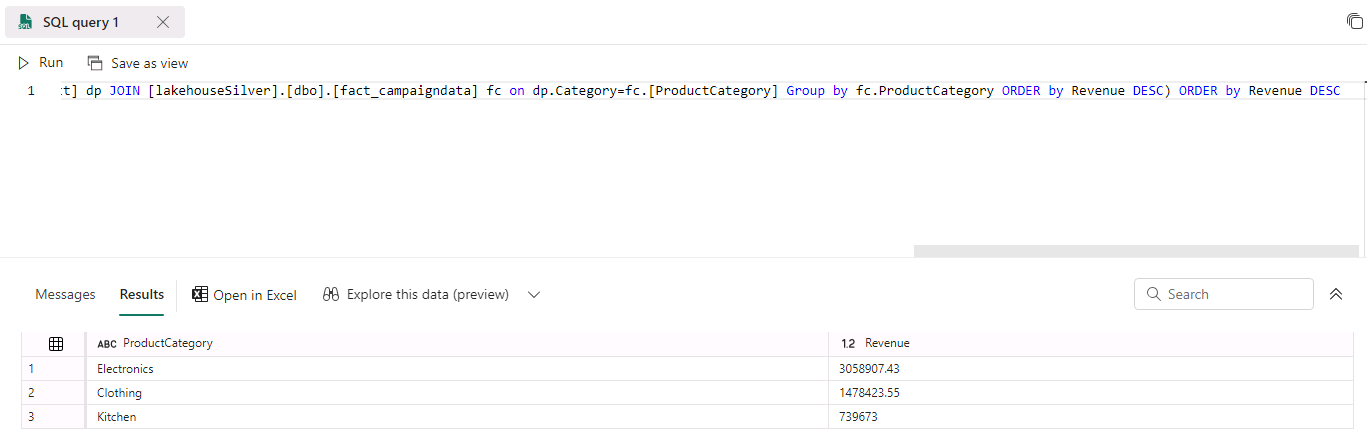 SQL query 1
Run Save as view
1 t] dp JOIN [lakehouseSilver].[dbo].[fact_campaigndata] fc on dp.Category=fc.[ProductCategory] Group by fc.ProductCategory ORDER by Revenue DESC) ORDER by Revenue DESC
Messages Results Open in Excel Explore this data (preview) Search
ABC ProductCategory 1.2 Revenue
1 Electronics 3058907.43
2 Clothing 1478423.55
3 Kitchen 739673